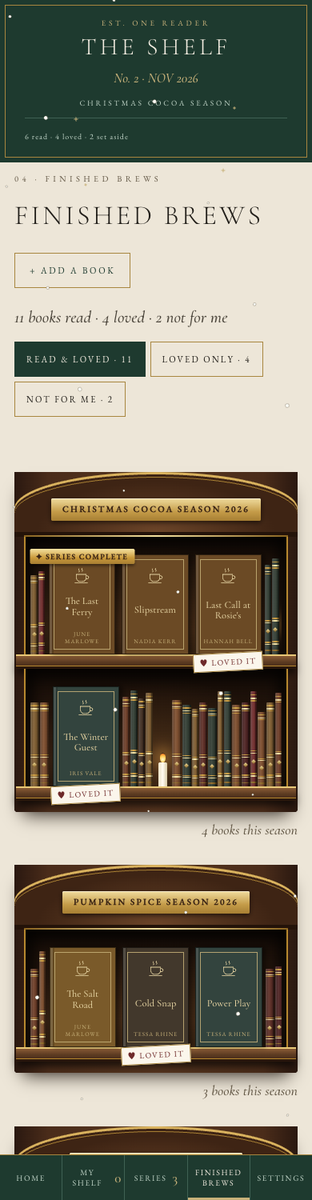 EST. ONE READER
THE SHELF
No. 2 · NOV 2026
CHRISTMAS COCOA SEASON
6 read · 4 loved · 2 set aside
04 · FINISHED BREWS
FINISHED BREWS
+ ADD A BOOK
11 books read · 4 loved · 2 not for me
READ & LOVED · 11
LOVED ONLY · 4
NOT FOR ME · 2
CHRISTMAS COCOA SEASON 2026
✦ SERIES COMPLETE
The Last
Ferry
JUNE
MARLOWE
Slipstream
NADIA KERR
Last Call at
Rosie's
HANNAH BELL
♥ LOVED IT
The Winter
Guest
IRIS VALE
♥ LOVED IT
4 books this season
PUMPKIN SPICE SEASON 2026
The Salt
Road
JUNE
MARLOWE
Cold Snap
TESSA RHINE
Power Play
TESSA RHINE
♥ LOVED IT
3 books this season
HOME
MY
SHELF
0
SERIES 3
FINISHED
BREWS
SETTINGS